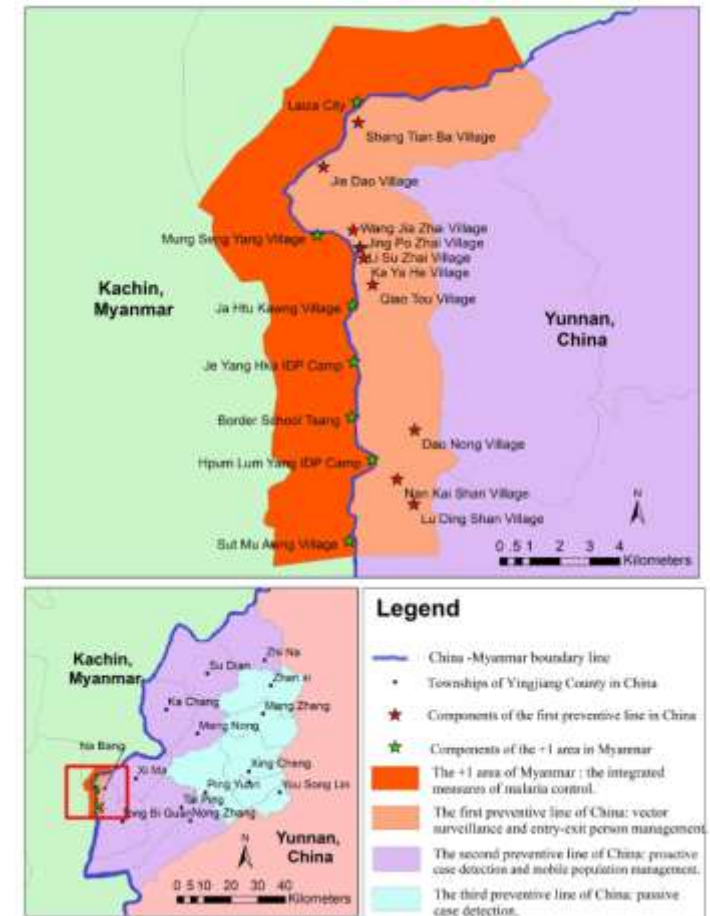 Laiza City
Shang Tian Ba Village
Jie Dao Village
Wang Jia Zhai Village
Mung Seng Yang Village
Jing Po Zhai Village
Li Su Zhai Village
Ka Ya He Village
Kachin,
Myanmar
Qiao Tou Village
Ja Htu Kawng Village
Yunnan,
China
Je Yang Hka IDP Camp
Border School Tsang
Dau Nong Village
Hpum Lum Yang IDP Camp
Nan Kai Shan Village
Lu Ding Shan Village
N
Sut Mu Awng Village
0 .5 1 2 3 4
Kilometers
Kachin,
Myanmar
Zhi Na
Su Dian
Zhan Xi
Ka Chang
Mang Zhang
Meng Nong
Na Bang
Xi Ma
Xing Cheng
Ping Yuan
You Song Lin
Tai Ping
Tong Bi Guan
Nong Zhang
Yunnan,
China
N
0 5 10 20 30 40
Kilometers
Legend
China -Myanmar boundary line
Townships of Yingjiang County in China
Components of the first preventive line in China
Components of the +1 area in Myanmar
The +1 area of Myanmar : the integrated
measures of malaria control.
The first preventive line of China: vector
surveillance and entry-exit person management.
The second preventive line of China: proactive
case detection and mobile population management.
The third preventive line of China: passive
case detection.